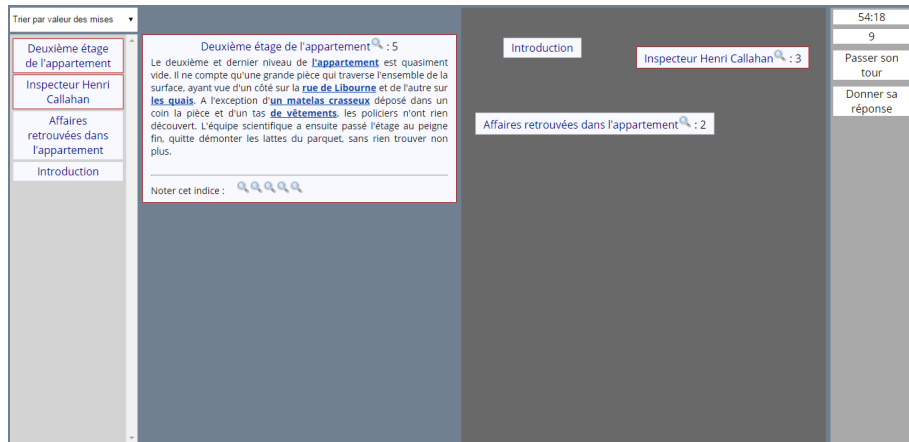 Trier par valeur des mises
Deuxième étage
de l'appartement
Inspecteur Henri
Callahan
Affaires
retrouvées dans
l'appartement
Introduction
Deuxième étage de l'appartement : 5
Le deuxième et dernier niveau de l'appartement est quasiment
vide. Il ne compte qu'une grande pièce qui traverse l'ensemble de la
surface, ayant vue d'un côté sur la rue de Libourne et de l'autre sur
les quais. A l'exception d'un matelas crasseux déposé dans un
coin la pièce et d'un tas de vêtements, les policiers n'ont rien
découvert. L'équipe scientifique a ensuite passé l'étage au peigne
fin, quitte démonter les lattes du parquet, sans rien trouver non
plus.
Noter cet indice :
Introduction
Inspecteur Henri Callahan : 3
Affaires retrouvées dans l'appartement : 2
54:18
9
Passer son
tour
Donner sa
réponse